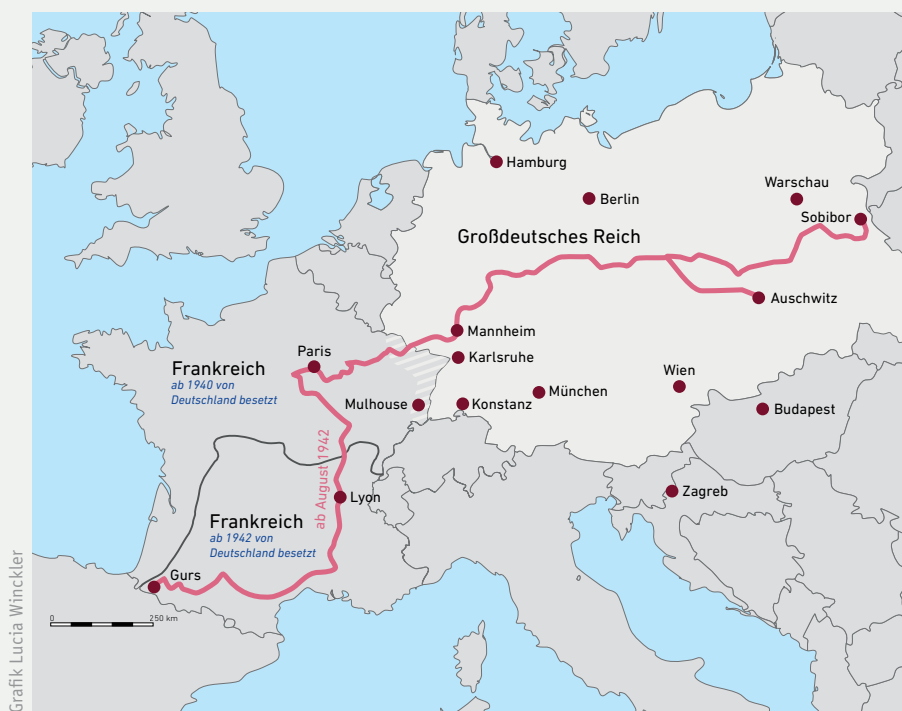 Hamburg
Berlin
Warschau
Sobibor
Großdeutsches Reich
Auschwitz
Mannheim
Paris
Karlsruhe
Frankreich
ab 1940 von
Deutschland besetzt
Wien
München
Mulhouse
Konstanz
Budapest
ab August 1942
Zagreb
Lyon
Frankreich
ab 1942 von
Deutschland besetzt
Gurs
0 250 km
Grafik Lucia Winckler